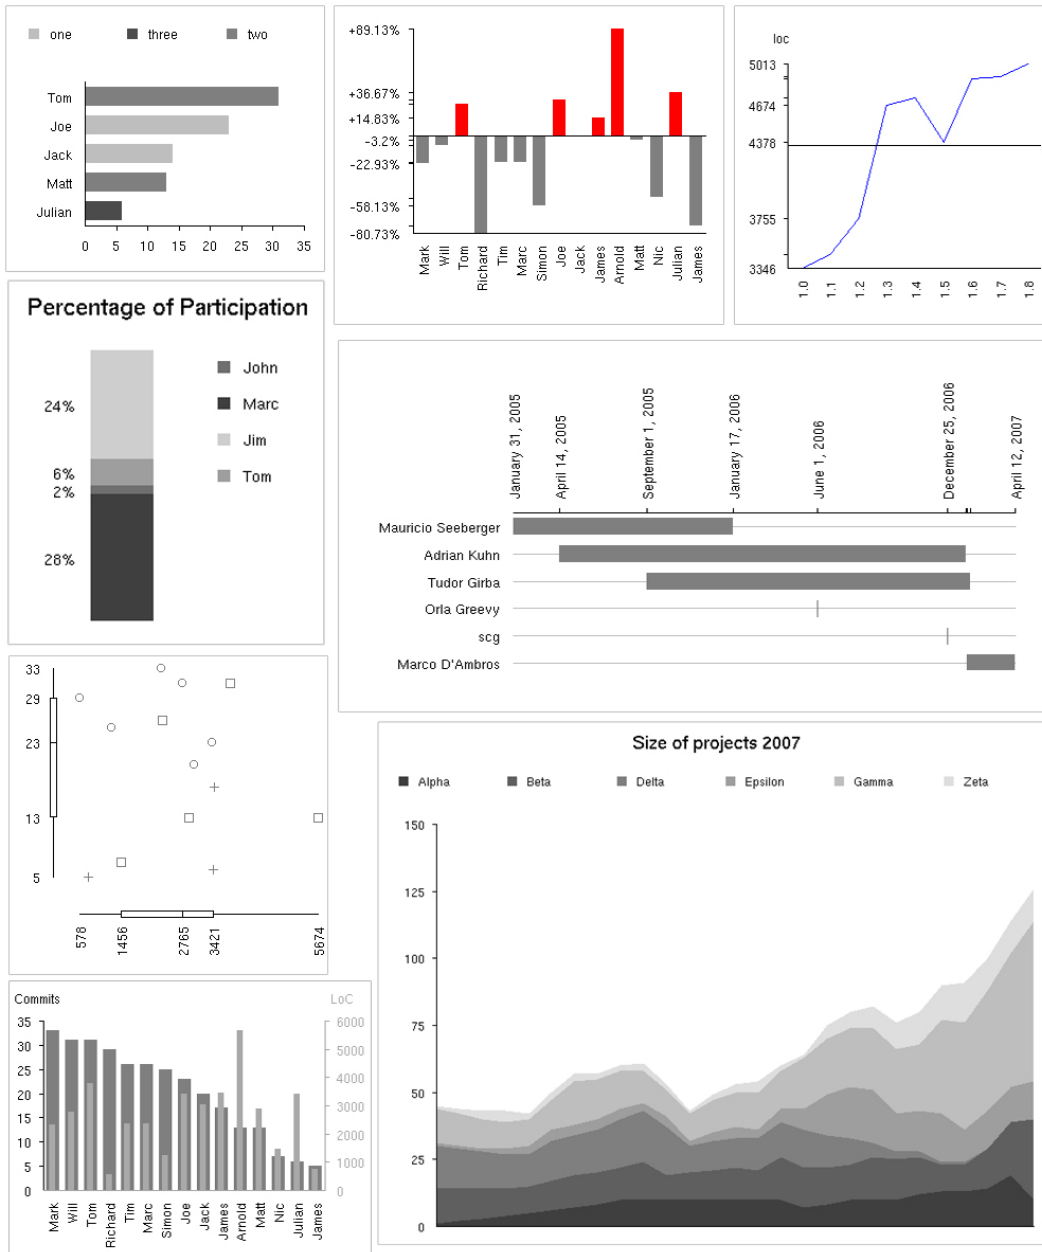 one three two
Tom
Joe
Jack
Matt
Julian
0 5 10 15 20 25 30 35
+89.13%
+36.67%
+14.83%
-3.2%
-22.93%
-58.13%
-80.73%
Mark Will Tom Richard Tim Marc Simon Joe Jack James Arnold Matt Nic Julian James
loc
5013
4674
4378
3755
3346
1.0 1.1 1.2 1.3 1.4 1.5 1.6 1.7 1.8
Percentage of Participation
24%
6%
2%
28%
John
Marc
Jim
Tom
January 31, 2005
April 14, 2005
September 1, 2005
January 17, 2006
June 1, 2006
December 25, 2006
April 12, 2007
Mauricio Seeberger
Adrian Kuhn
Tudor Girba
Orla Greevy
scg
Marco D'Ambros
33
29
23
13
5
578 1456 2765 3421 5674
Size of projects 2007
Alpha Beta Delta Epsilon Gamma Zeta
150
125
100
75
50
25
0
Commits LoC
35 6000
30 5000
25 4000
20 3000
15 2000
10 1000
5 0
0
Mark Will Tom Richard Tim Marc Simon Joe Jack James Arnold Matt Nic Julian James